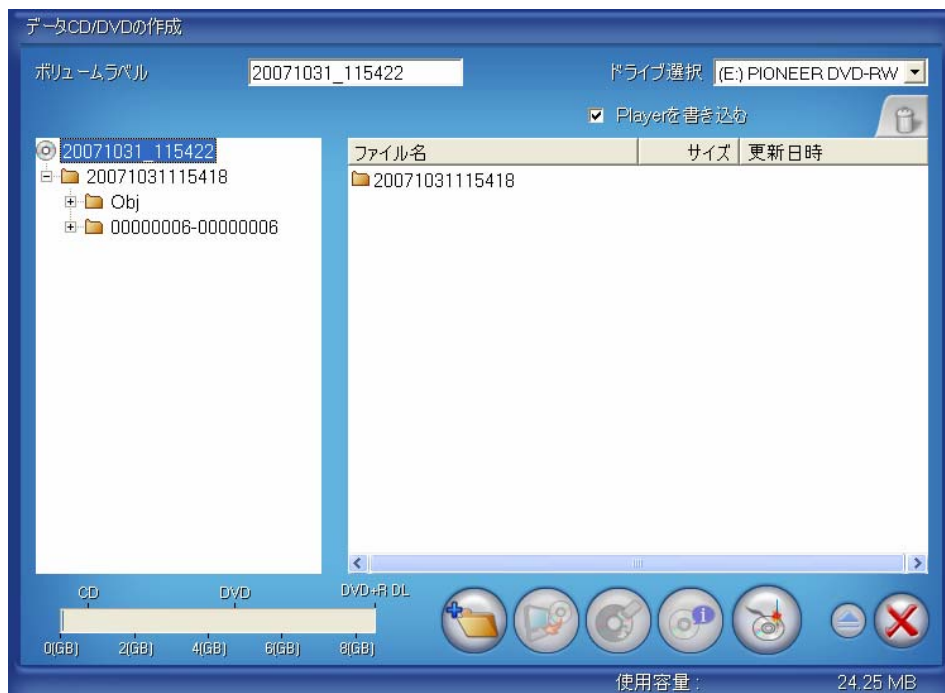 データCD/DVDの作成
ボリュームラベル 20071031_115422 ドライブ選択 (E:) PIONEER DVD-RW
Playerを書き込む
20071031_115422
20071031115418
Obj
00000006-00000006
ファイル名 サイズ 更新日時
20071031115418
CD DVD DVD+R DL
0(GB) 2(GB) 4(GB) 6(GB) 8(GB)
使用容量 : 24.25 MB